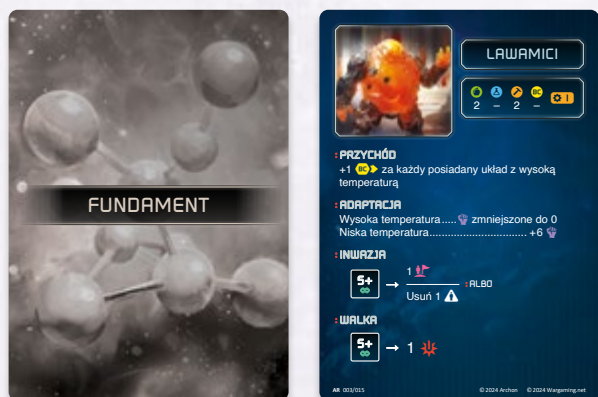 FUNDAMENT
LAWAMICI
BC
2 – 2 – 1
:PRZYCHÓD
+1 BC za każdy posiadany układ z wysoką
temperaturą
:ADAPTACJA
Wysoka temperatura..... zmniejszone do 0
Niska temperatura................................ +6
:INWAZJA
5+ → 1
:ALBO
Usuń 1
:WALKA
5+ → 1
AR 003/015 © 2024 Archon © 2024 Wargaming.net